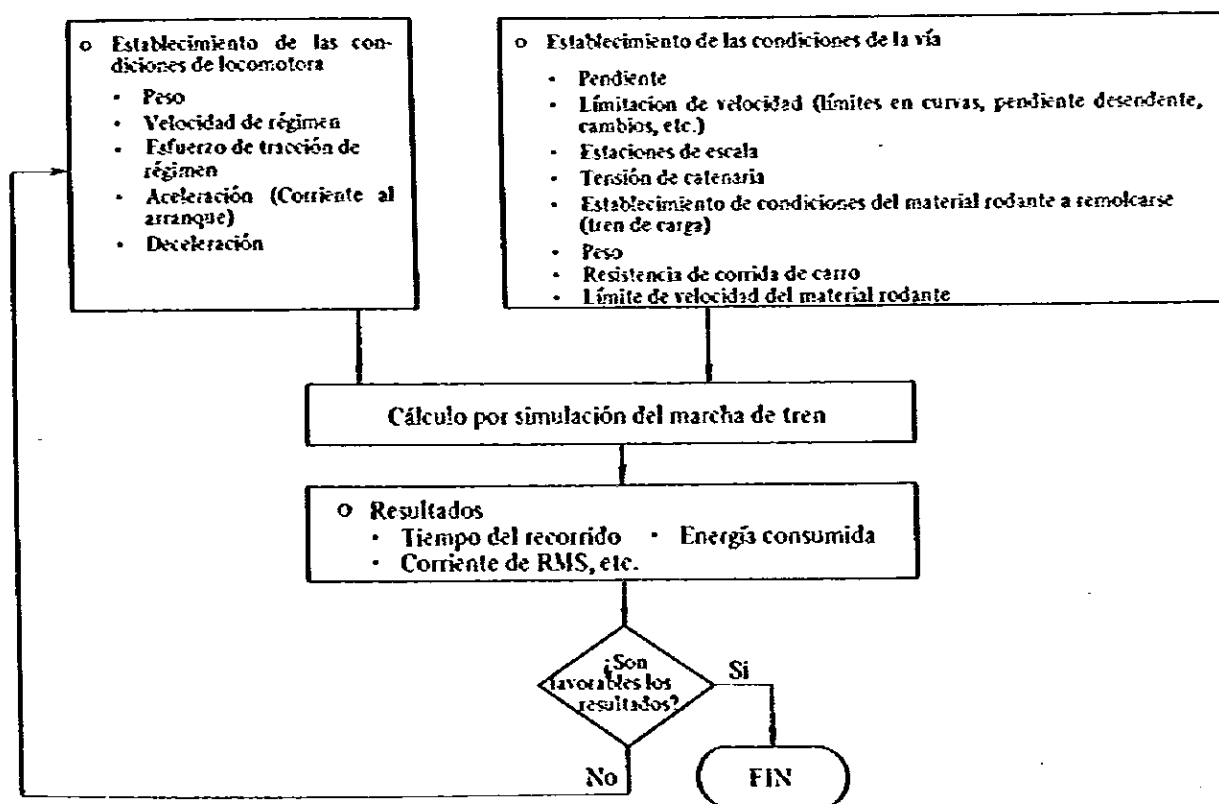 o Establecimiento de las con-
diciones de locomotora
• Peso
• Velocidad de régimen
• Esfuerzo de tracción de
régimen
• Aceleración (Corriente al
arranque)
• Deceleración
o Establecimiento de las condiciones de la vía
• Pendiente
• Límitacion de velocidad (límites en curvas, pendiente desendente,
cambios, etc.)
• Estaciones de escala
• Tensión de catenaria
• Establecimiento de condiciones del material rodante a remolcarse
(tren de carga)
• Peso
• Resistencia de corrida de carro
• Límite de velocidad del material rodante
Cálculo por simulación del marcha de tren
o Resultados
• Tiempo del recorrido • Energía consumida
• Corriente de RMS, etc.
¿Son
favorables los
resultados?
Si
No
FIN